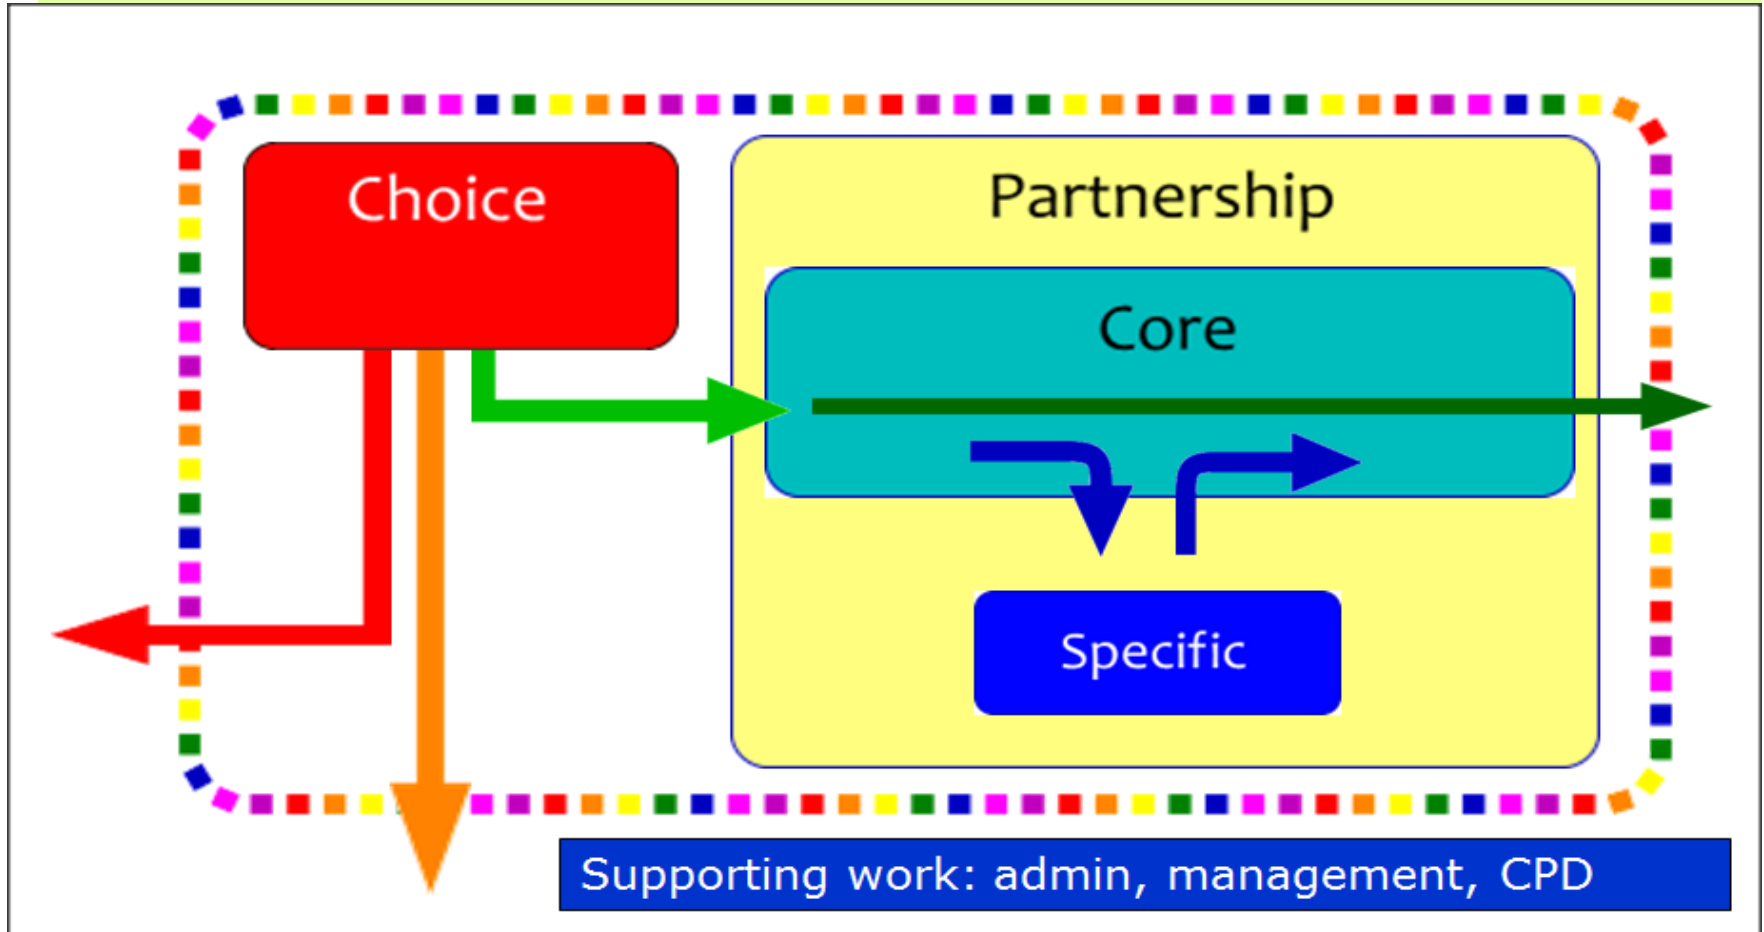 Choice
Partnership
Core
Specific
Supporting work: admin, management, CPD